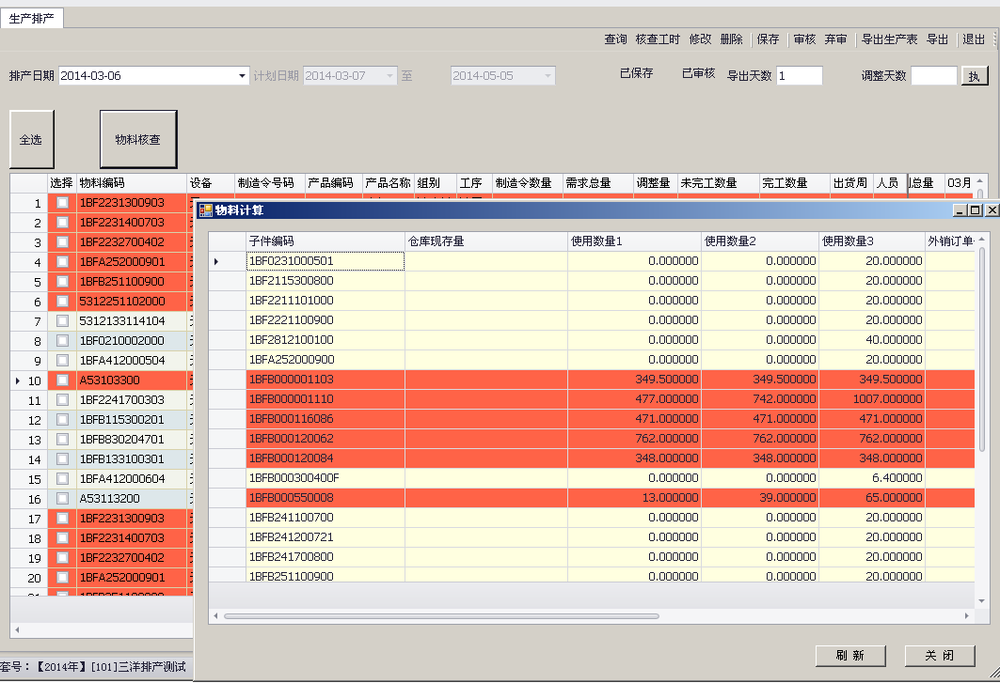 生产排产
查询 核查工时 修改 删除 保存 审核 弃审 导出生产表 导出 退出
排产日期 2014-03-06 计划日期 2014-03-07 至 2014-05-05 已保存 已审核 导出天数 1 调整天数 执
全选 物料核查
选择 物料编码 设备 制造令号码 产品编码 产品名称 组别 工序 制造令数量 需求总量 调整量 未完工数量 完工数量 出货周 人员 总量 03月
1 1BF2231300903
2 1BF2231400703
3 1BF2232700402
4 1BFA252000901
5 1BFB251100900
6 5312251102000
7 5312133114104
8 1BF0210002000
9 1BFA412000504
10 A53103300
11 1BF2241700303
12 1BFB115300201
13 1BFB830204701
14 1BFB133100301
15 1BFA412000604
16 A53113200
17 1BF2231300903
18 1BF2231400703
19 1BF2232700402
20 1BFA252000901
物料计算
子件编码 仓库现存量 使用数量1 使用数量2 使用数量3 外销订单
1BF0231000501 0.000000 0.000000 20.000000
1BF2115300800 0.000000 0.000000 20.000000
1BF2211101000 0.000000 0.000000 20.000000
1BF2221100900 0.000000 0.000000 20.000000
1BF2812100100 0.000000 0.000000 40.000000
1BFA252000900 0.000000 0.000000 20.000000
1BFB000001103 349.500000 349.500000 349.500000
1BFB000001110 477.000000 742.000000 1007.000000
1BFB000116086 471.000000 471.000000 471.000000
1BFB000120062 762.000000 762.000000 762.000000
1BFB000120084 348.000000 348.000000 348.000000
1BFB000300400F 0.000000 0.000000 6.400000
1BFB000550008 13.000000 39.000000 65.000000
1BFB241100700 0.000000 0.000000 20.000000
1BFB241200721 0.000000 0.000000 20.000000
1BFB241700800 0.000000 0.000000 20.000000
1BFB251100900 0.000000 0.000000 20.000000
刷 新 关 闭
套号：【2014年】[101]三洋排产测试